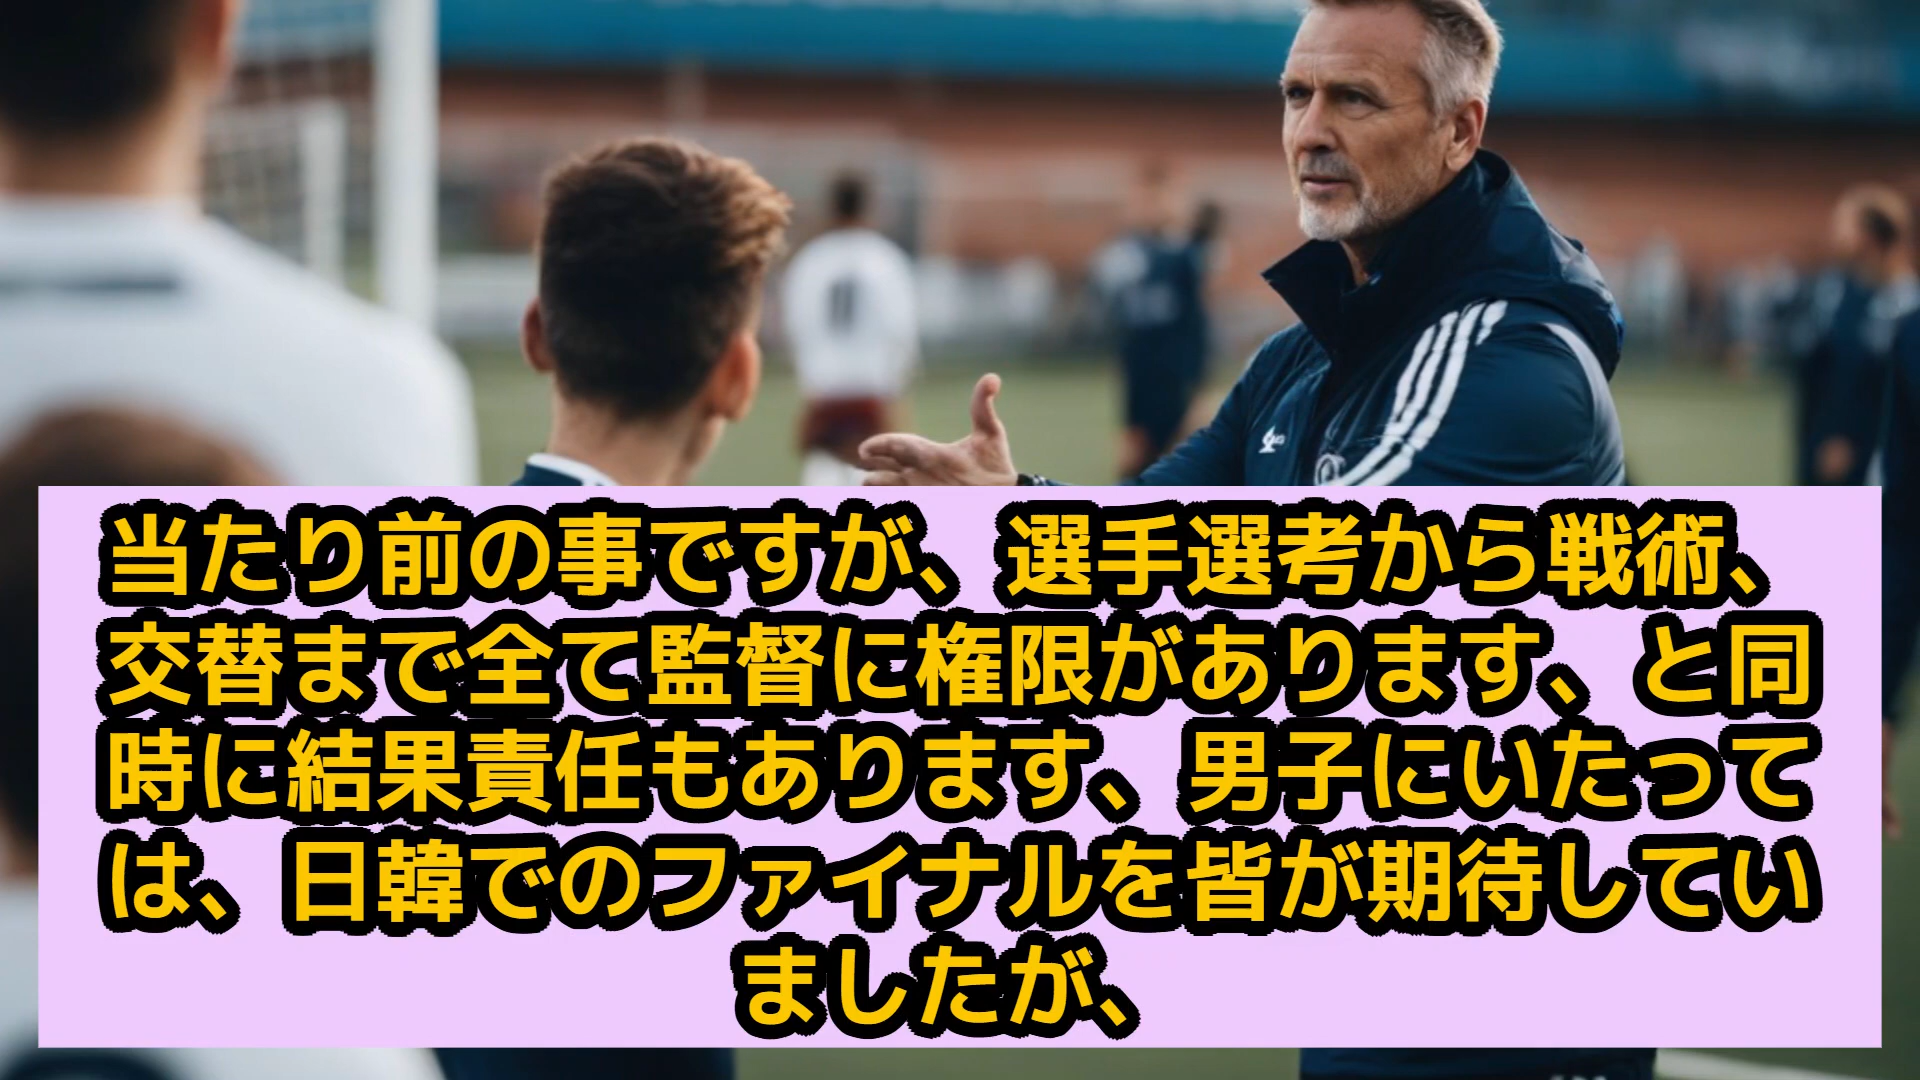 当たり前の事ですが、選手選考から戦術、
交替まで全て監督に権限があります、と同
時に結果責任もあります、男子にいたって
は、日韓でのファイナルを皆が期待してい
ましたが、